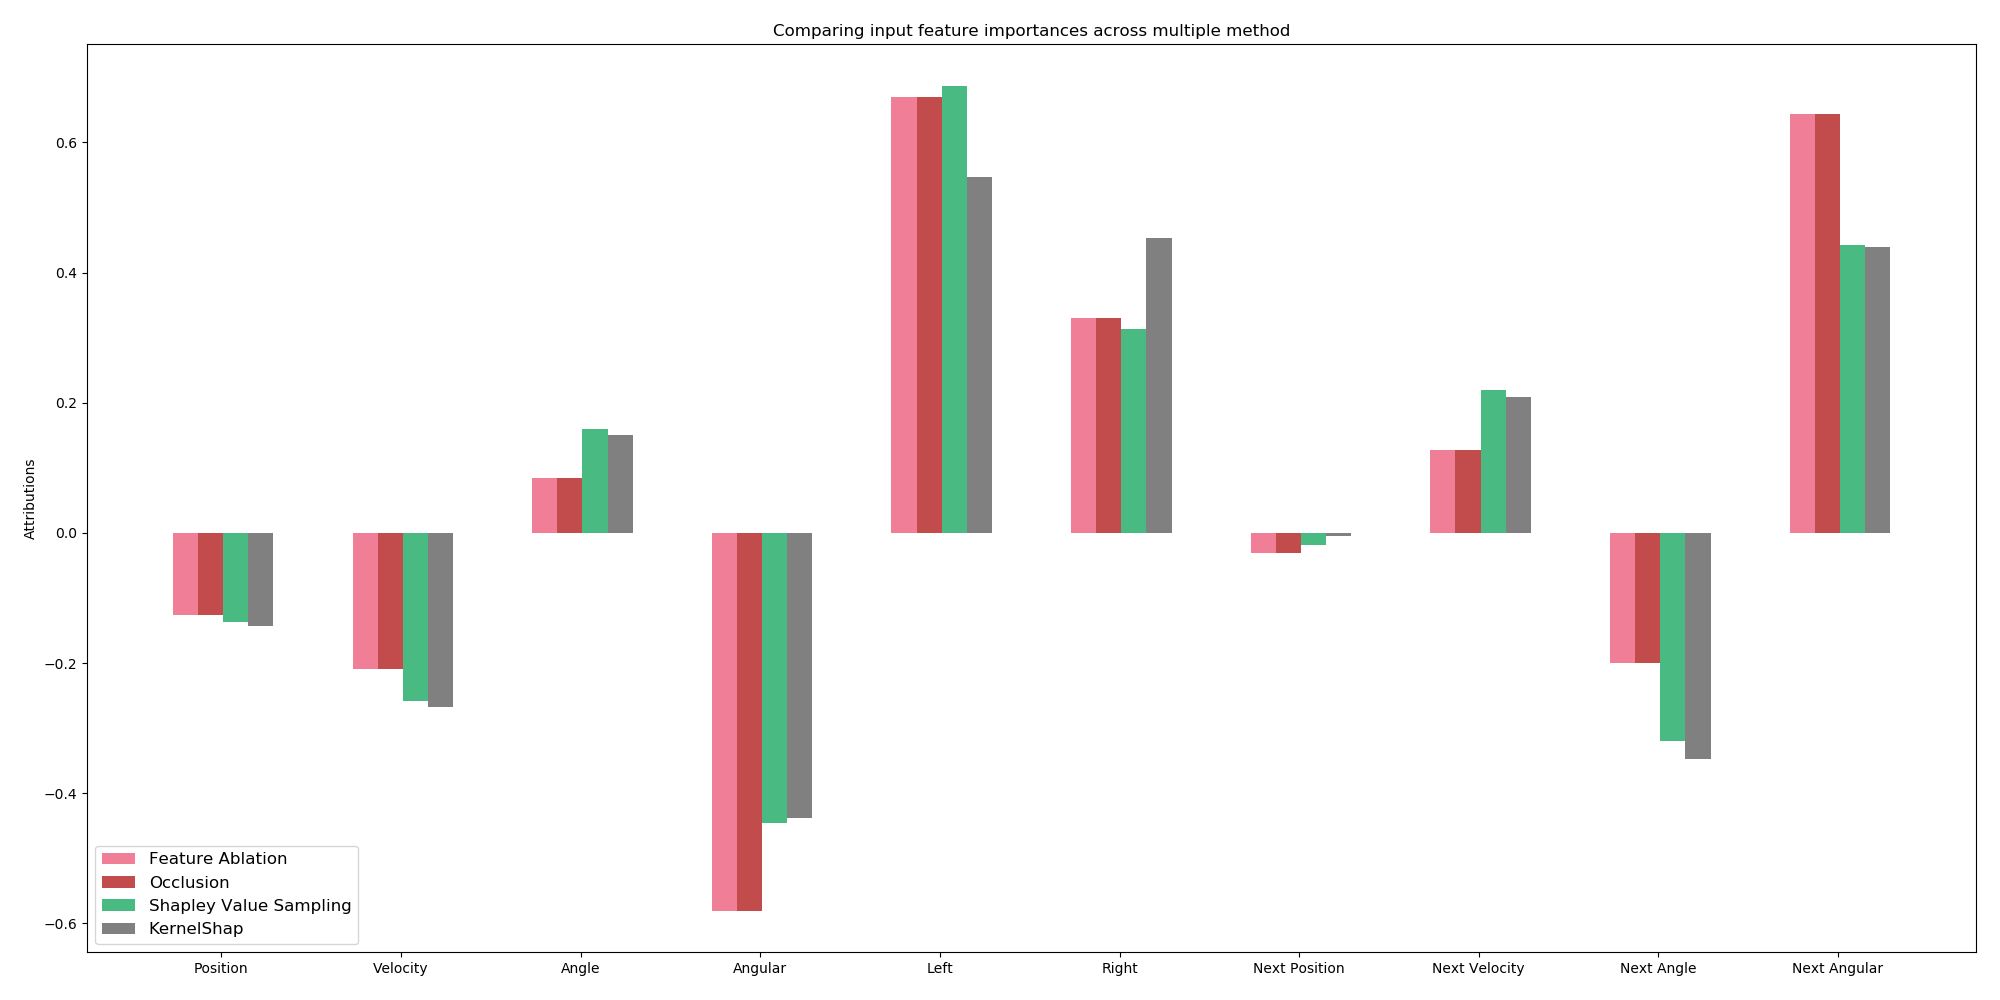 Comparing input feature importances across multiple method
Attributions
0.6
0.4
0.2
0.0
−0.2
−0.4
−0.6
Feature Ablation
Occlusion
Shapley Value Sampling
KernelShap
Position Velocity Angle Angular Left Right Next Position Next Velocity Next Angle Next Angular